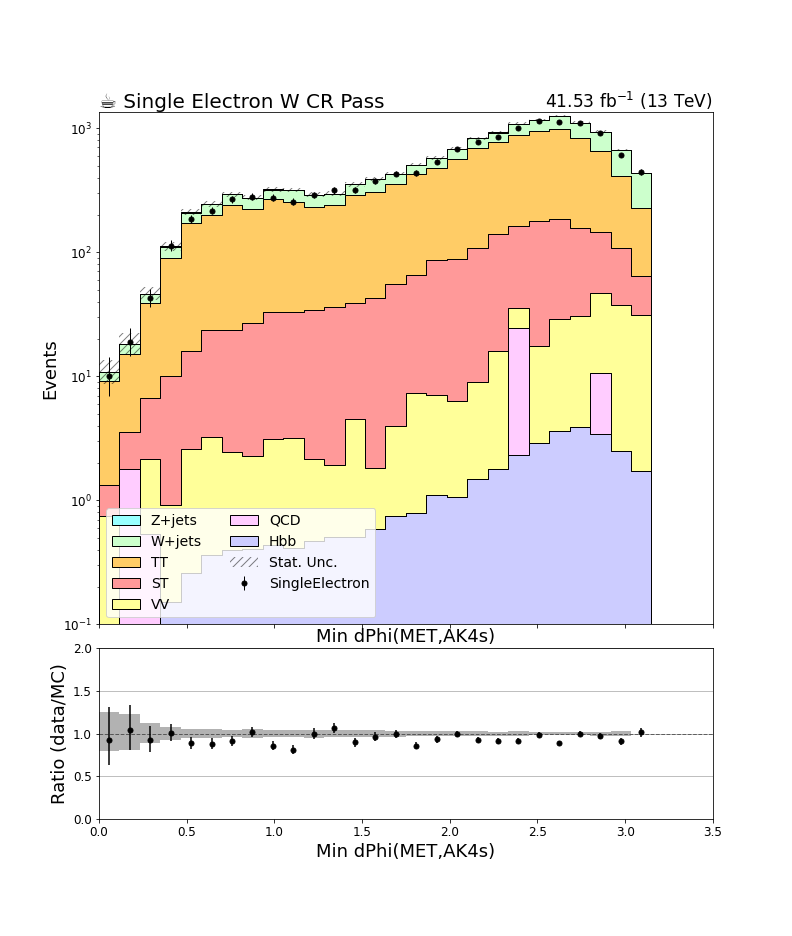 ☕ Single Electron W CR Pass
41.53 fb⁻¹ (13 TeV)
10³
10²
10¹
10⁰
10⁻¹
Events
Z+jets
W+jets
TT
ST
VV
QCD
Hbb
Stat. Unc.
SingleElectron
Min dPhi(MET,AK4s)
2.0
1.5
1.0
0.5
0.0
Ratio (data/MC)
0.0 0.5 1.0 1.5 2.0 2.5 3.0 3.5
Min dPhi(MET,AK4s)